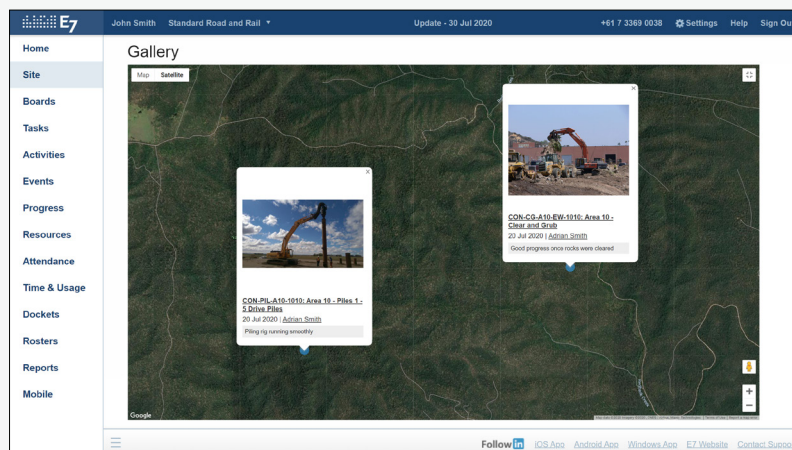 E7
John Smith Standard Road and Rail ▼ Update - 30 Jul 2020 +61 7 3369 0038 Settings Help Sign Ou
Home
Site
Boards
Tasks
Activities
Events
Progress
Resources
Attendance
Time & Usage
Dockets
Rosters
Reports
Mobile
Gallery
Map Satellite
CON-CG-A10-EW-1010: Area 10 -
Clear and Grub
20 Jul 2020 | Adrian Smith
Good progress once rocks were cleared
CON-PIL-A10-1010: Area 10 - Piles 1 -
5 Drive Piles
20 Jul 2020 | Adrian Smith
Piling rig running smoothly
Google
Follow in iOS App Android App Windows App E7 Website Contact Suppo